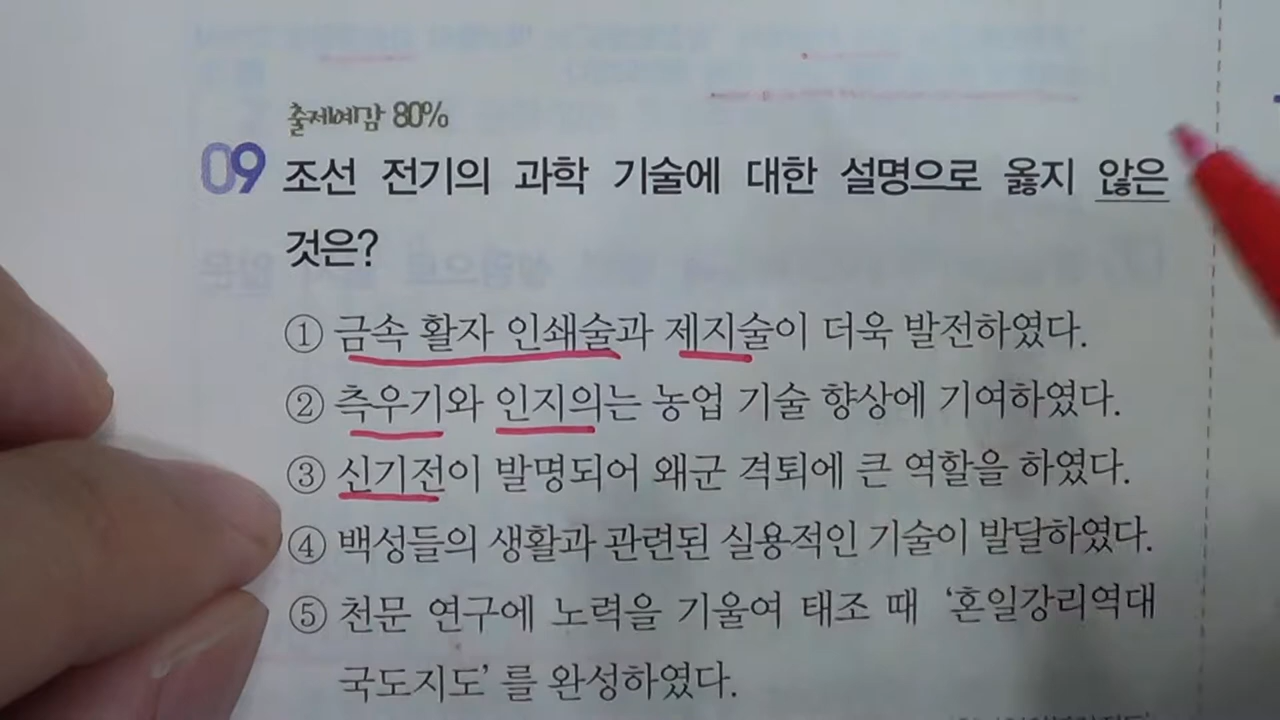 출제예감 80%
09 조선 전기의 과학 기술에 대한 설명으로 옳지 않은
것은?
① 금속 활자 인쇄술과 제지술이 더욱 발전하였다.
② 측우기와 인지의는 농업 기술 향상에 기여하였다.
③ 신기전이 발명되어 왜군 격퇴에 큰 역할을 하였다.
④ 백성들의 생활과 관련된 실용적인 기술이 발달하였다.
⑤ 천문 연구에 노력을 기울여 태조 때 ‘혼일강리역대
국도지도’를 완성하였다.